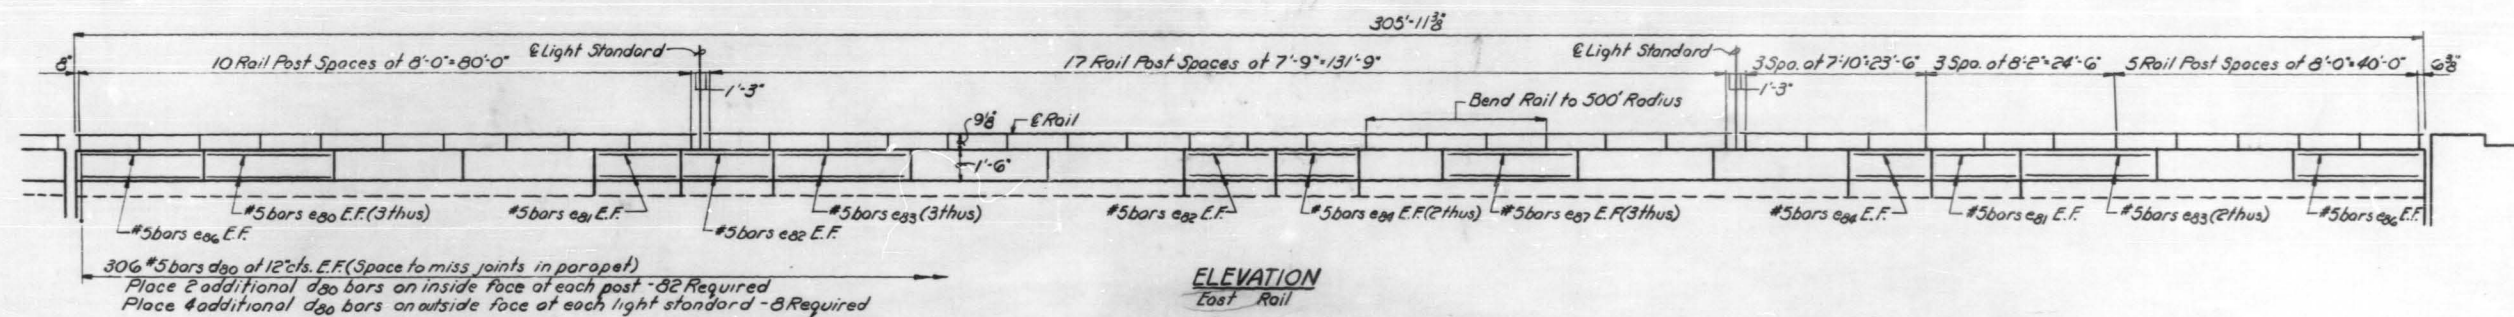 305'-11 3/8"
8"
10 Rail Post Spaces at 8'-0"=80'-0"
℄ Light Standard
17 Rail Post Spaces at 7'-9"=131'-9"
℄ Light Standard
3 Spa. at 7'-10"=23'-6"
3 Spa. at 8'-2"=24'-6"
5 Rail Post Spaces at 8'-0"=40'-0"
6 3/8"
1'-3"
1'-3"
Bend Rail to 500' Radius
9 1/8"
℄ Rail
1'-6"
#5 bars e86 E.F.
#5 bars e80 E.F. (3 thus)
#5 bars e81 E.F.
#5 bars e82 E.F.
#5 bars e83 (3 thus)
#5 bars e82 E.F.
#5 bars e84 E.F. (2 thus)
#5 bars e87 E.F. (3 thus)
#5 bars e84 E.F.
#5 bars e81 E.F.
#5 bars e83 (2 thus)
#5 bars e86 E.F.
306 #5 bars d80 at 12" cts. E.F. (Space to miss joints in parapet)
Place 2 additional d80 bars on inside face at each post - 82 Required
Place 4 additional d80 bars on outside face at each light standard - 8 Required
ELEVATION
East Rail